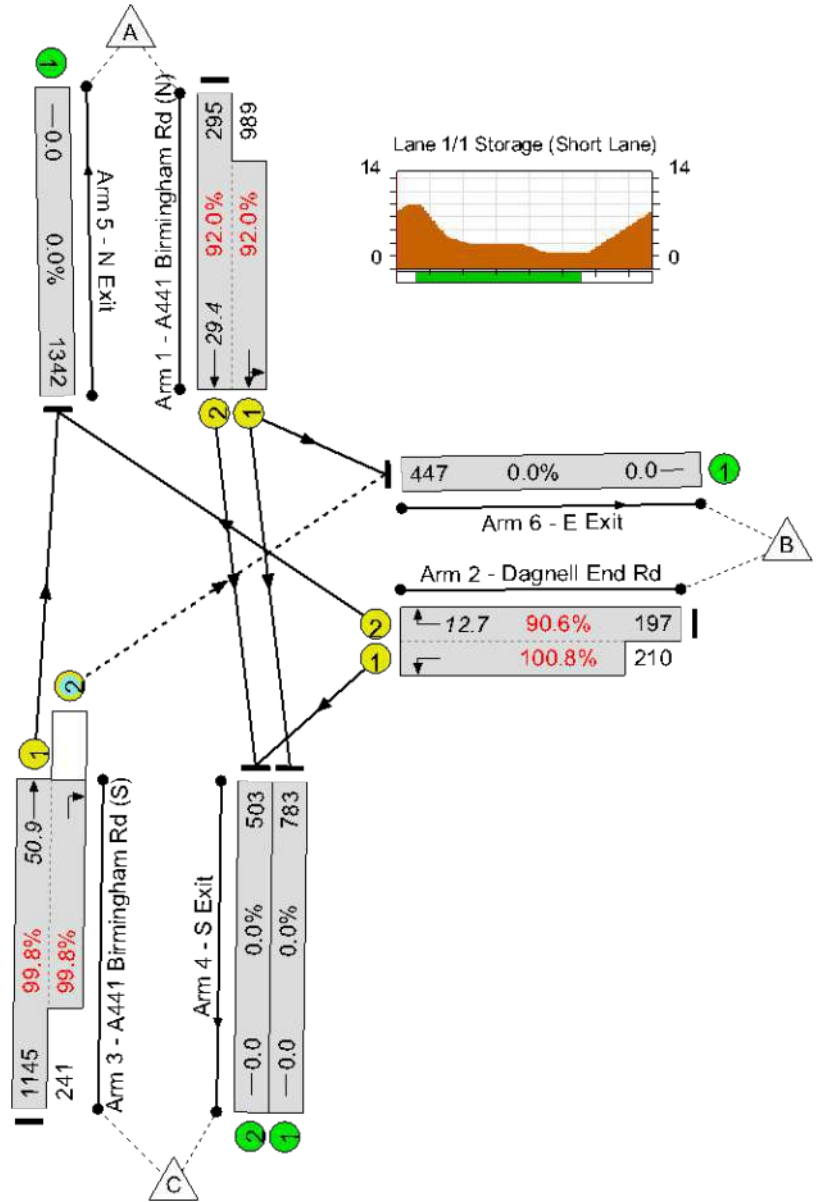 A
1
0.0
0.0%
1342
Arm 5 - N Exit
Arm 1 - A441 Birmingham Rd (N)
295
989
92.0%
92.0%
29.4
2
1
Lane 1/1 Storage (Short Lane)
14
14
0
0
447 0.0% 0.0
1
Arm 6 - E Exit
B
Arm 2 - Dagnell End Rd
2
12.7 90.6% 197
1
100.8% 210
2
1
50.9
99.8%
99.8%
1145
241
Arm 3 - A441 Birmingham Rd (S)
Arm 4 - S Exit
503
783
0.0%
0.0%
0.0
0.0
2
1
C